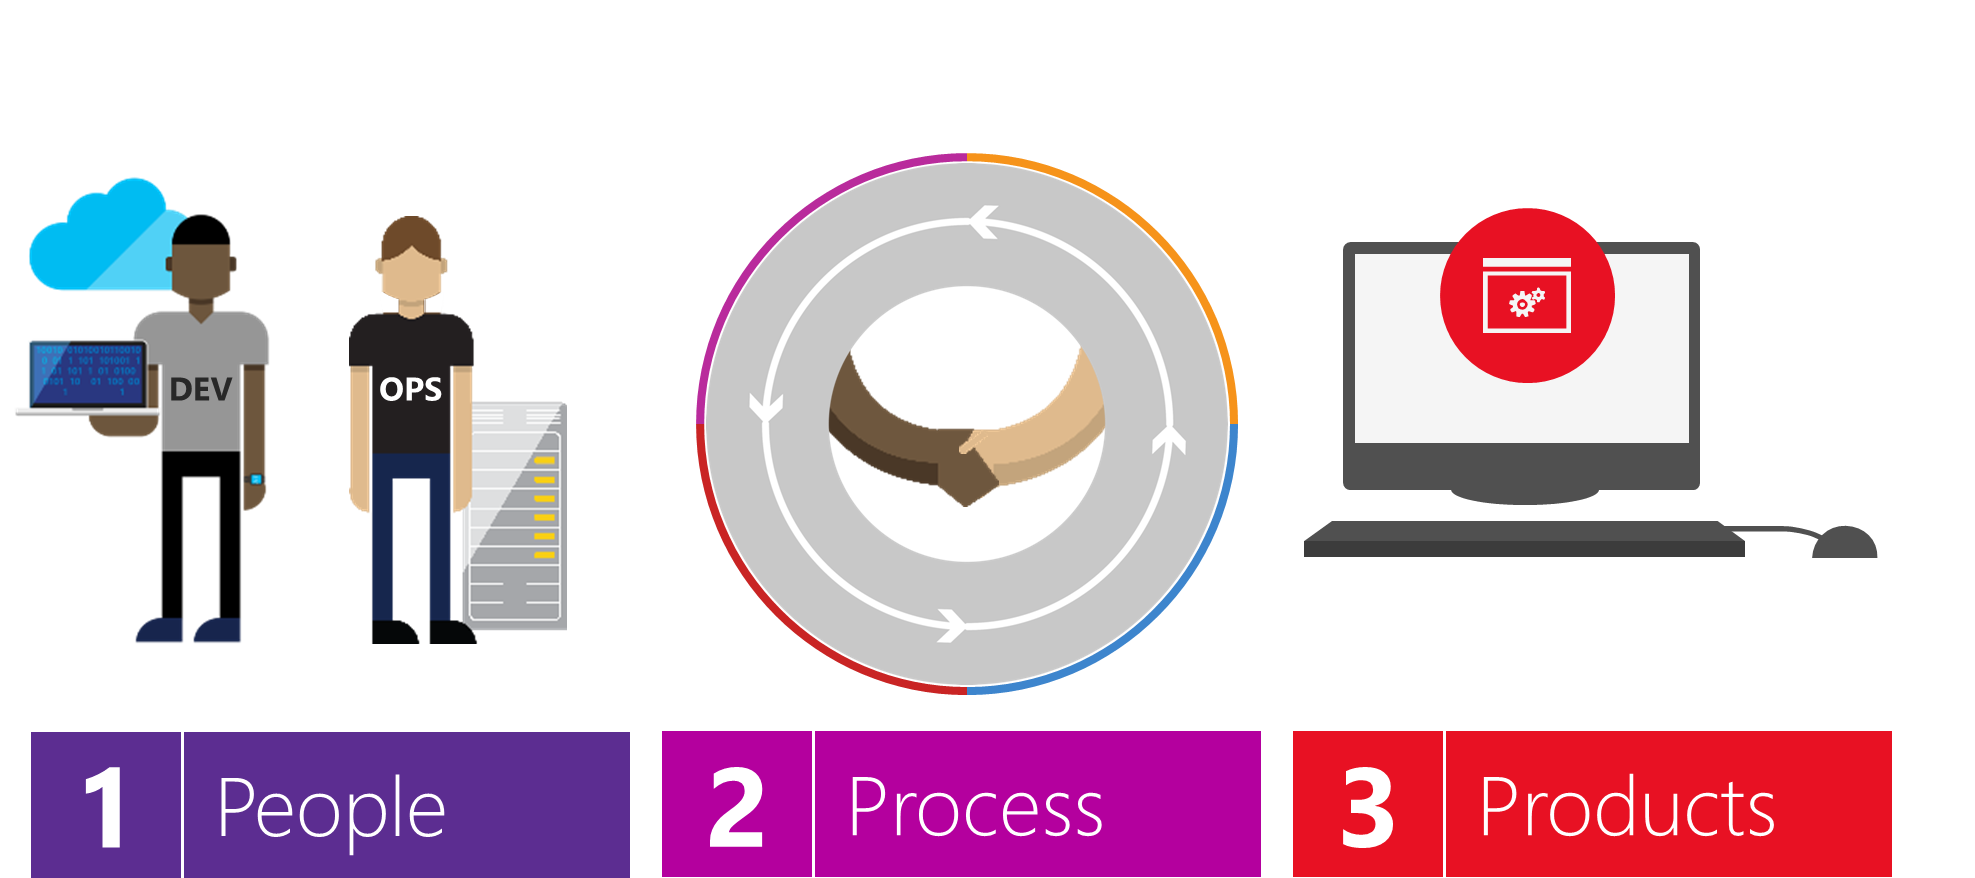 DEV
OPS
1 People
2 Process
3 Products